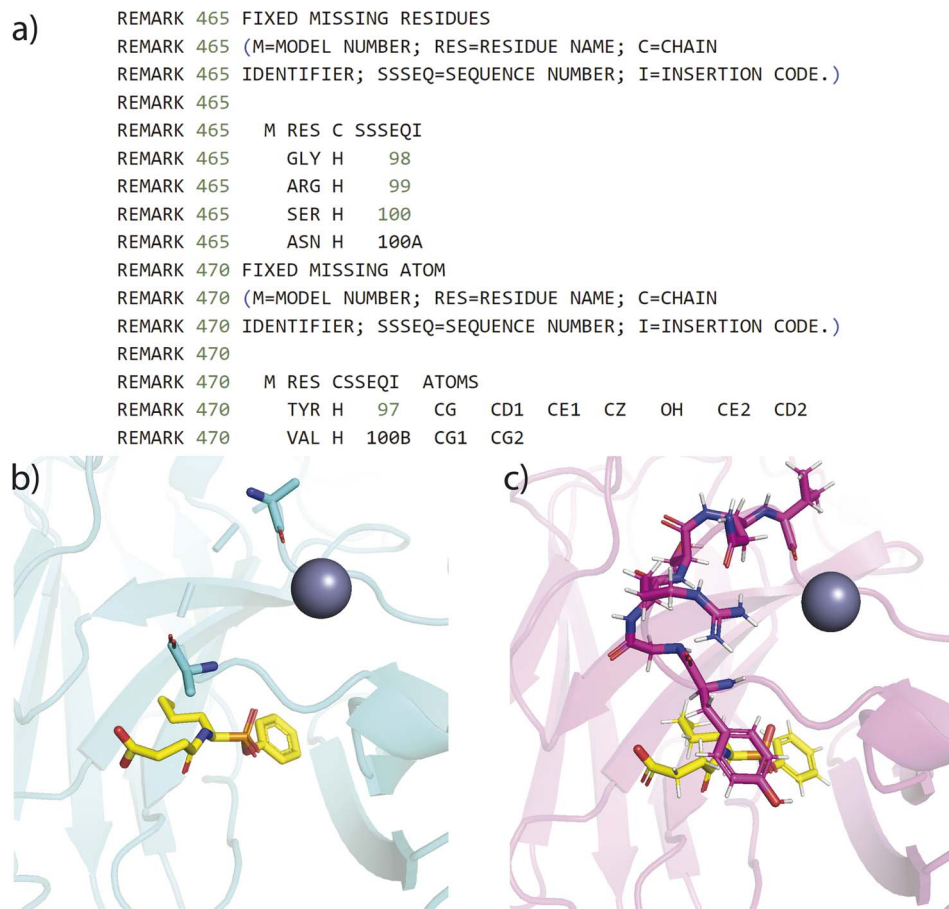 a)
REMARK 465 FIXED MISSING RESIDUES
REMARK 465 (M=MODEL NUMBER; RES=RESIDUE NAME; C=CHAIN
REMARK 465 IDENTIFIER; SSSEQ=SEQUENCE NUMBER; I=INSERTION CODE.)
REMARK 465
REMARK 465 M RES C SSSEQI
REMARK 465 GLY H 98
REMARK 465 ARG H 99
REMARK 465 SER H 100
REMARK 465 ASN H 100A
REMARK 470 FIXED MISSING ATOM
REMARK 470 (M=MODEL NUMBER; RES=RESIDUE NAME; C=CHAIN
REMARK 470 IDENTIFIER; SSSEQ=SEQUENCE NUMBER; I=INSERTION CODE.)
REMARK 470
REMARK 470 M RES CSSEQI ATOMS
REMARK 470 TYR H 97 CG CD1 CE1 CZ OH CE2 CD2
REMARK 470 VAL H 100B CG1 CG2
b)
c)